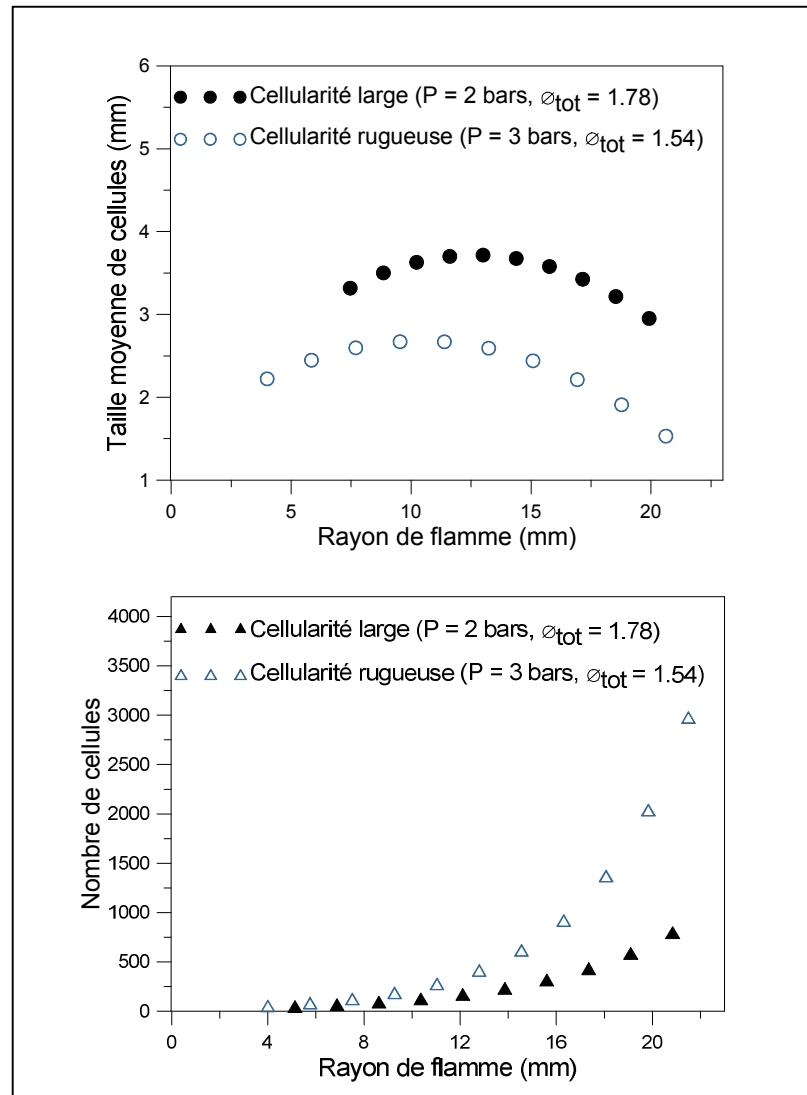 6
5
4
3
2
1
Taille moyenne de cellules (mm)
Cellularité large (P = 2 bars, ∅tot = 1.78)
Cellularité rugueuse (P = 3 bars, ∅tot = 1.54)
0 5 10 15 20
Rayon de flamme (mm)
4000
3500
3000
2500
2000
1500
1000
500
0
Nombre de cellules
Cellularité large (P = 2 bars, ∅tot = 1.78)
Cellularité rugueuse (P = 3 bars, ∅tot = 1.54)
0 4 8 12 16 20
Rayon de flamme (mm)